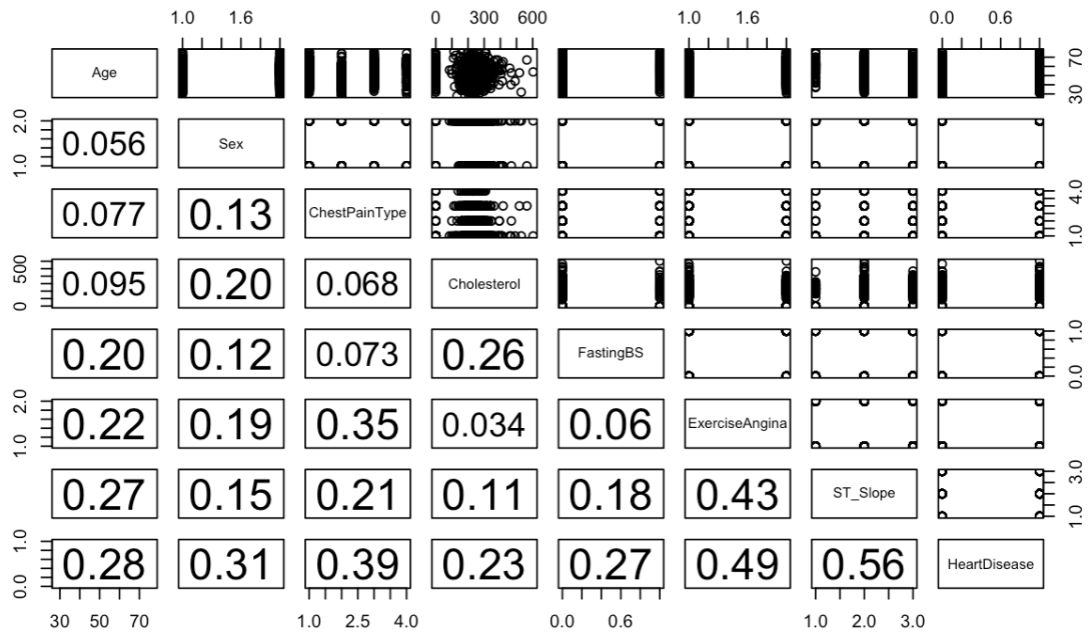 1.0 1.6 0 300 600 1.0 1.6 0.0 0.6
Age 30 70
1.0 2.0 0.056 Sex
0.077 0.13 ChestPainType 1.0 4.0
0 500 0.095 0.20 0.068 Cholesterol
0.20 0.12 0.073 0.26 FastingBS 0.0 1.0
1.0 2.0 0.22 0.19 0.35 0.034 0.06 ExerciseAngina
0.27 0.15 0.21 0.11 0.18 0.43 ST_Slope 1.0 3.0
0.0 1.0 0.28 0.31 0.39 0.23 0.27 0.49 0.56 HeartDisease
30 50 70 1.0 2.5 4.0 0.0 0.6 1.0 2.0 3.0